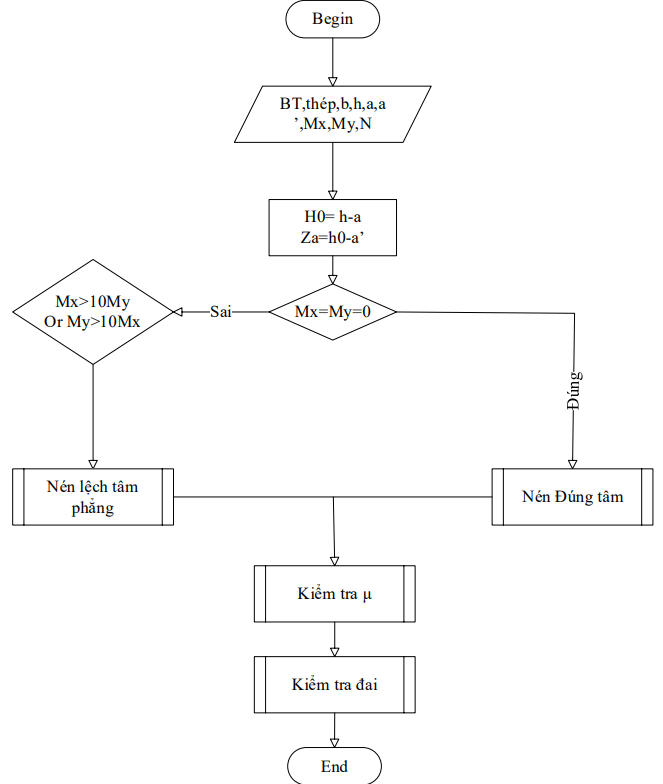 Begin
BT,thép,b,h,a,a
',Mx,My,N
H0= h-a
Za=h0-a’
Mx>10My
Or My>10Mx
Sai
Mx=My=0
Đúng
Nén lệch tâm
phẳng
Nén Đúng tâm
Kiểm tra μ
Kiểm tra đai
End